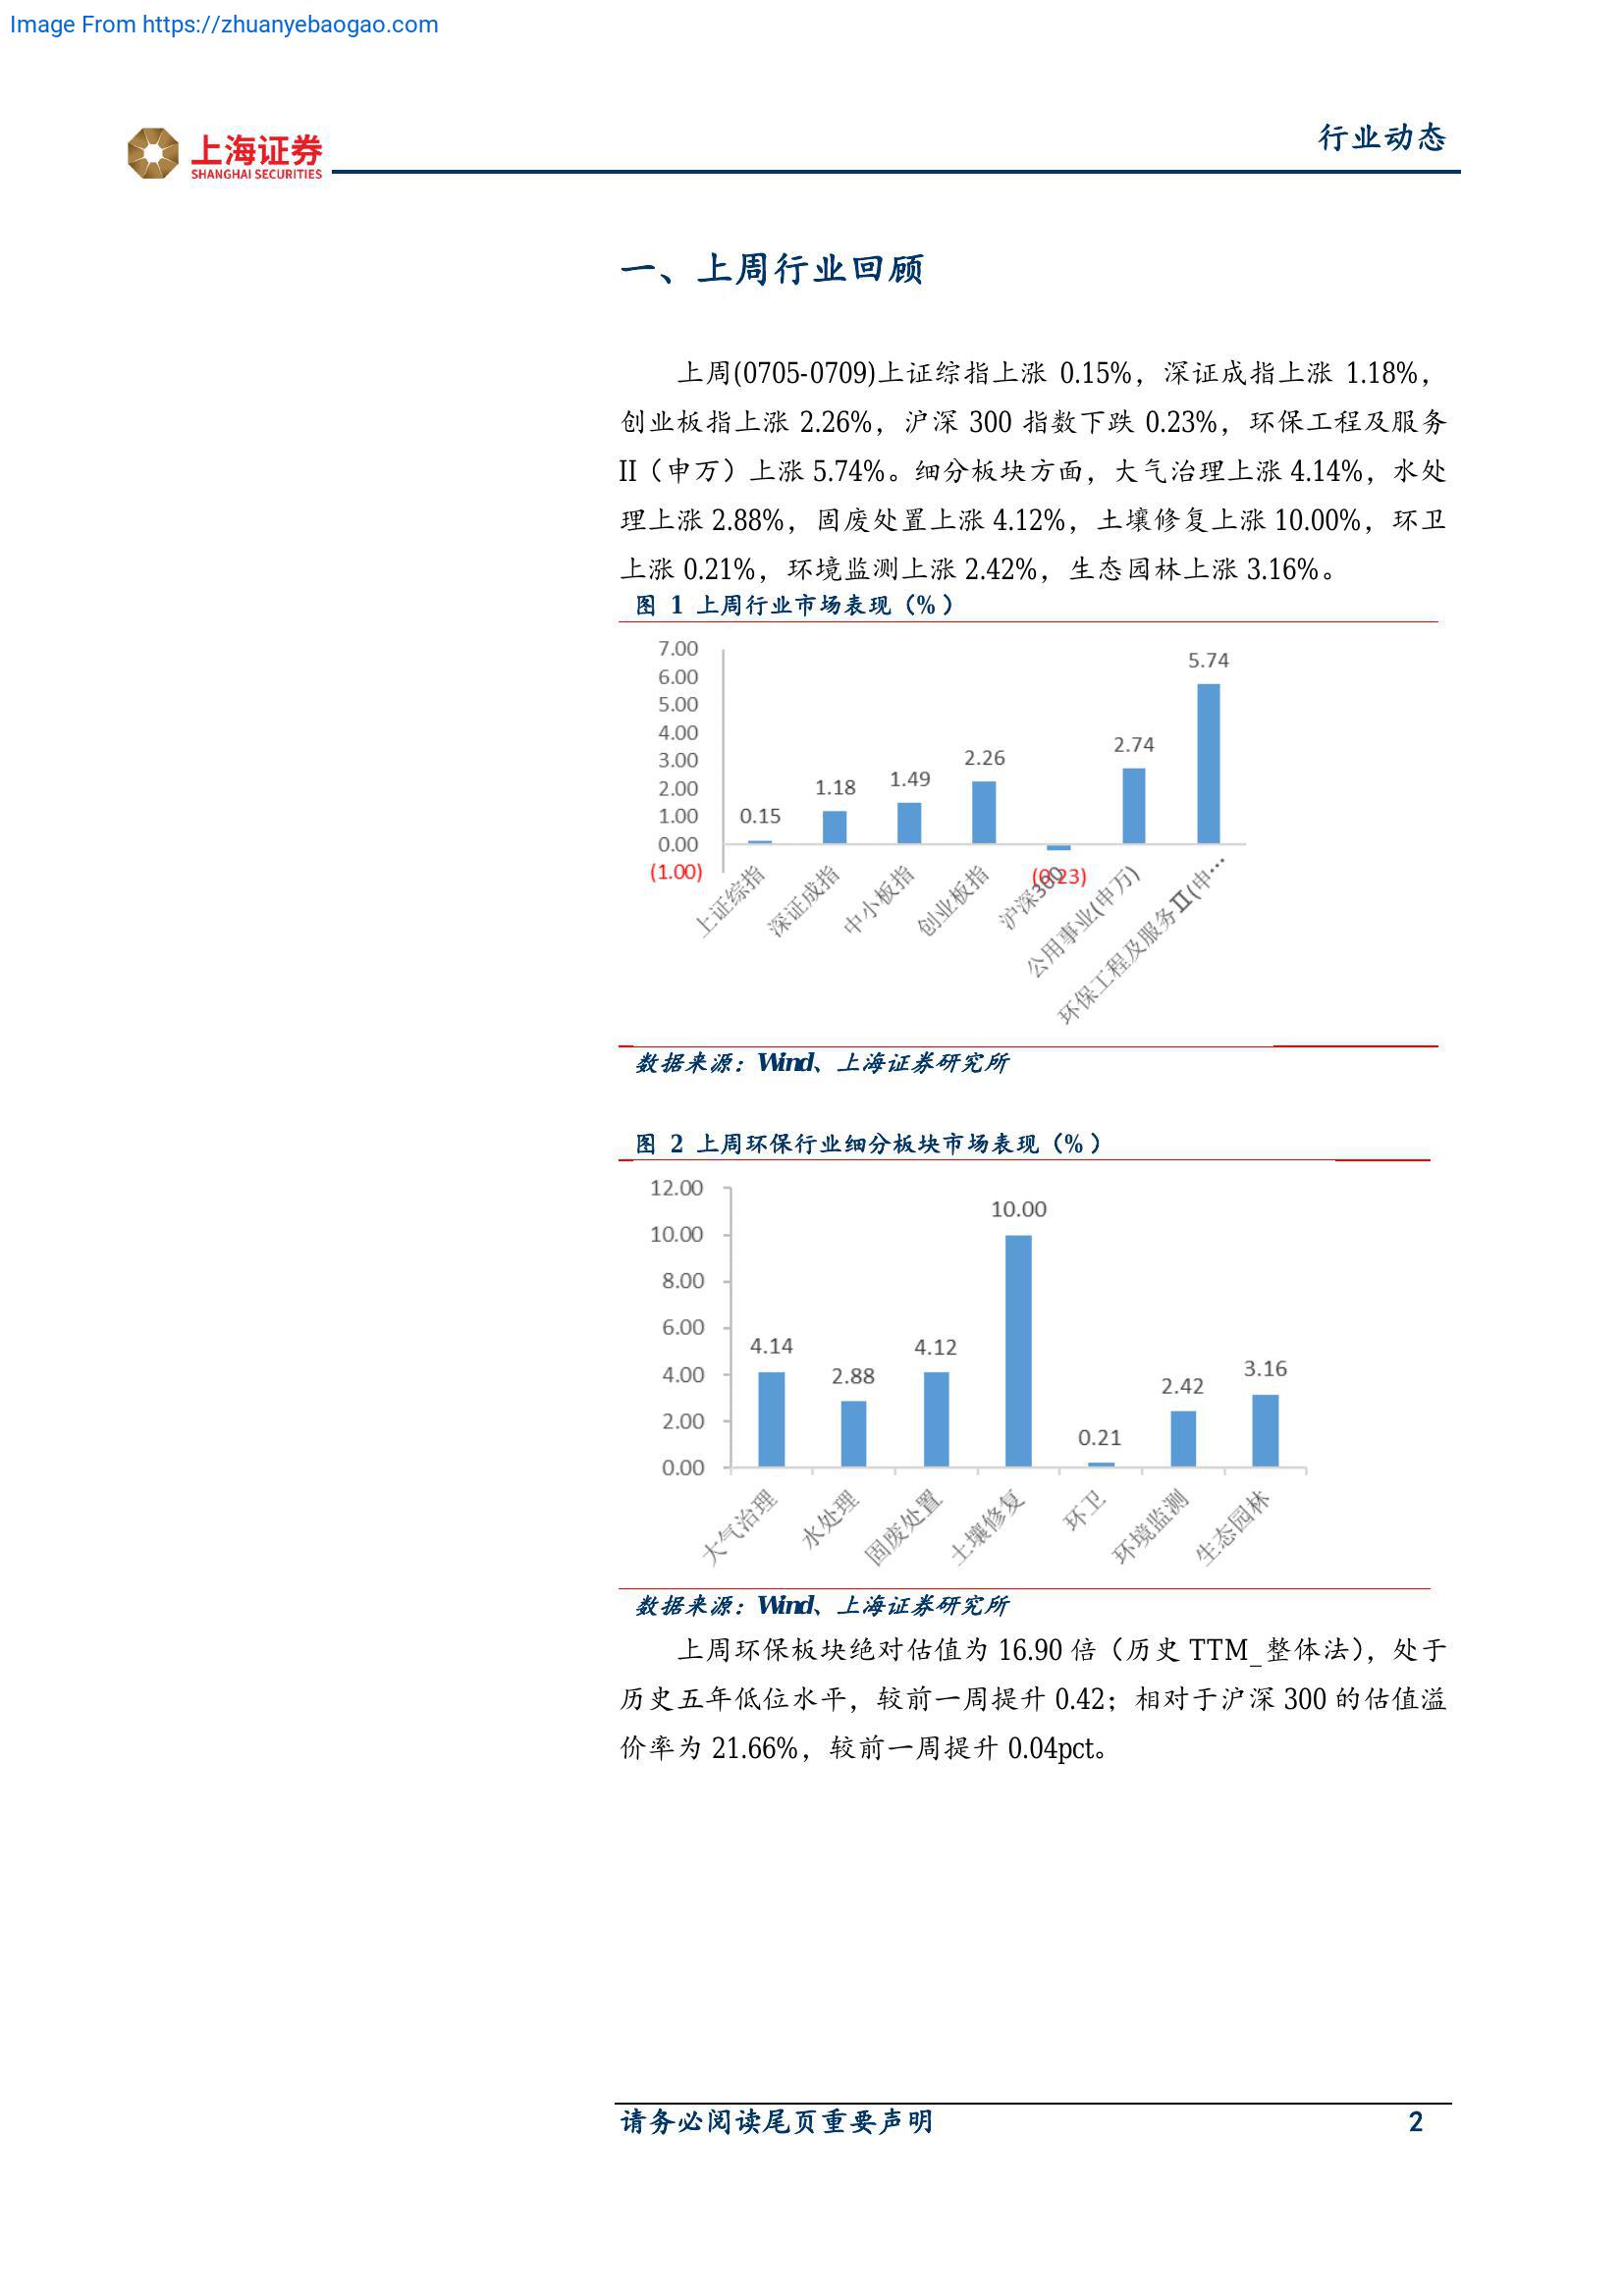 Image From https://zhuanyebaogao.com
上海证券
SHANGHAI SECURITIES
行业动态
一、上周行业回顾
上周(0705-0709)上证综指上涨 0.15%，深证成指上涨 1.18%，
创业板指上涨 2.26%，沪深 300 指数下跌 0.23%，环保工程及服务
II（申万）上涨 5.74%。细分板块方面，大气治理上涨 4.14%，水处
理上涨 2.88%，固废处置上涨 4.12%，土壤修复上涨 10.00%，环卫
上涨 0.21%，环境监测上涨 2.42%，生态园林上涨 3.16%。
图 1 上周行业市场表现（%）
7.00
6.00
5.00
4.00
3.00
2.00
1.00
0.00
(1.00)
0.15
1.18
1.49
2.26
(0.23)
2.74
5.74
上证综指
深证成指
中小板指
创业板指
沪深300
公用事业(申万)
环保工程及服务Ⅱ(申…
数据来源：Wind、上海证券研究所
图 2 上周环保行业细分板块市场表现（%）
12.00
10.00
8.00
6.00
4.00
2.00
0.00
4.14
2.88
4.12
10.00
0.21
2.42
3.16
大气治理
水处理
固废处置
土壤修复
环卫
环境监测
生态园林
数据来源：Wind、上海证券研究所
上周环保板块绝对估值为 16.90 倍（历史 TTM_整体法），处于
历史五年低位水平，较前一周提升 0.42；相对于沪深 300 的估值溢
价率为 21.66%，较前一周提升 0.04pct。
请务必阅读尾页重要声明
2